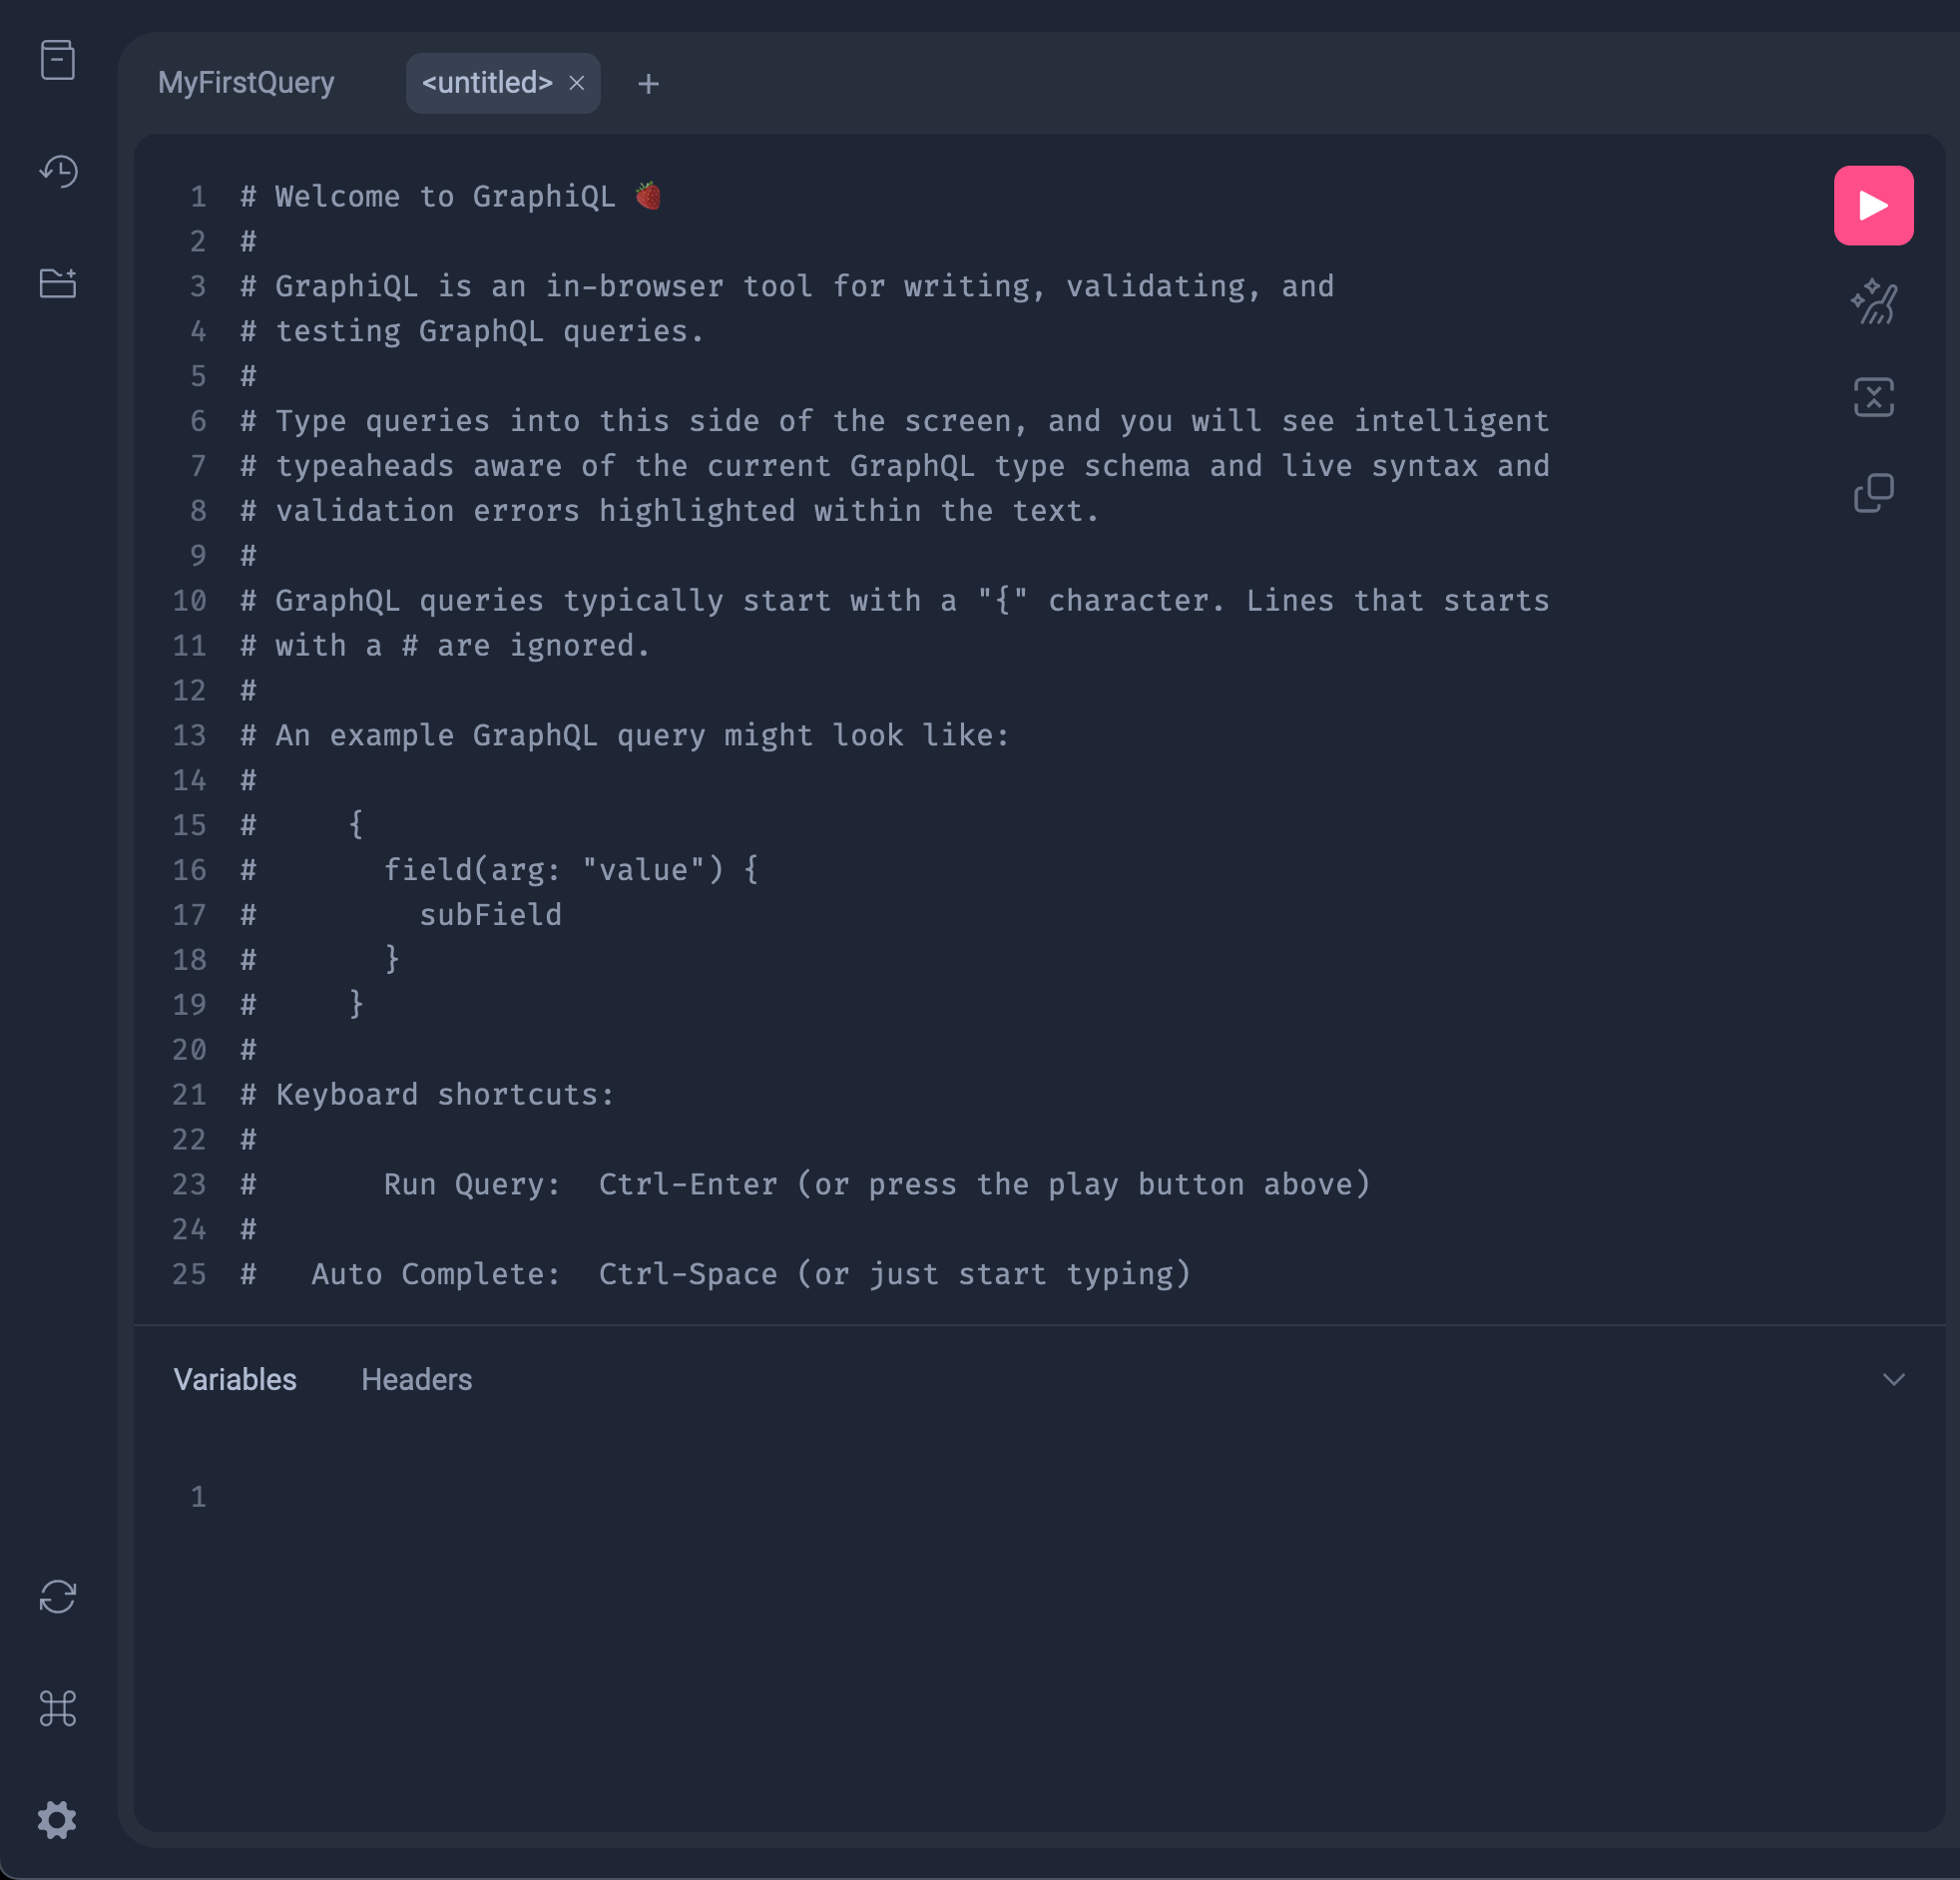 MyFirstQuery <untitled>
1 # Welcome to GraphiQL 🍓
2 #
3 # GraphiQL is an in-browser tool for writing, validating, and
4 # testing GraphQL queries.
5 #
6 # Type queries into this side of the screen, and you will see intelligent
7 # typeaheads aware of the current GraphQL type schema and live syntax and
8 # validation errors highlighted within the text.
9 #
10 # GraphQL queries typically start with a "{" character. Lines that starts
11 # with a # are ignored.
12 #
13 # An example GraphQL query might look like:
14 #
15 #     {
16 #       field(arg: "value") {
17 #         subField
18 #       }
19 #     }
20 #
21 # Keyboard shortcuts:
22 #
23 #       Run Query:  Ctrl-Enter (or press the play button above)
24 #
25 #   Auto Complete:  Ctrl-Space (or just start typing)
Variables Headers
1